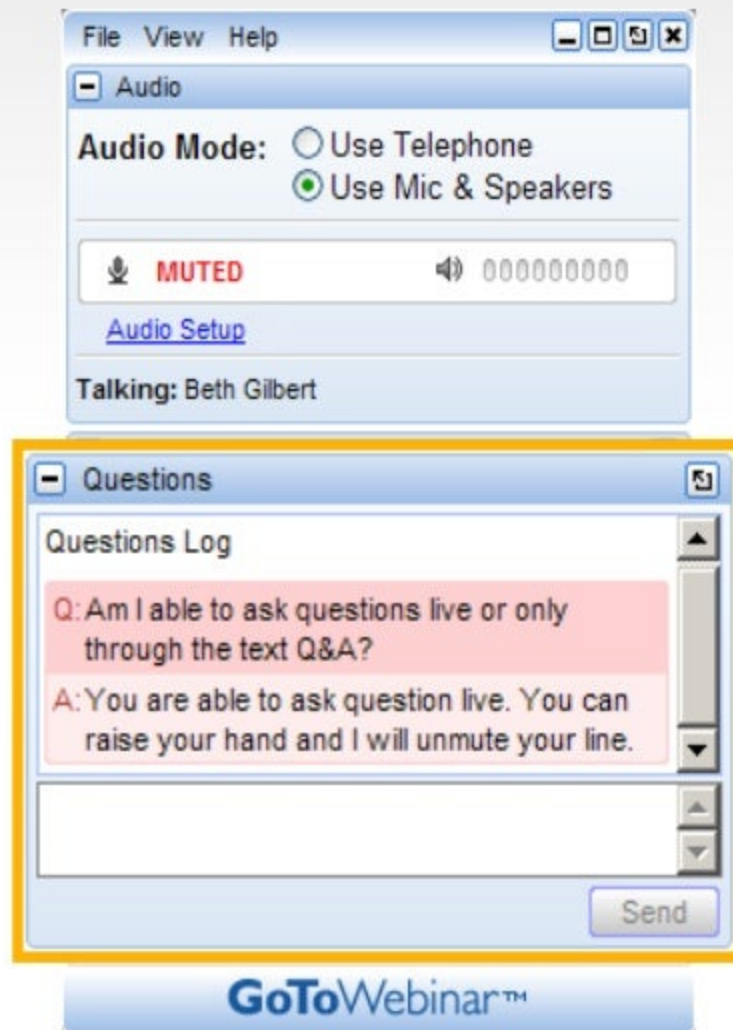 File View Help
Audio
Audio Mode: Use Telephone
Use Mic & Speakers
MUTED 000000000
Audio Setup
Talking: Beth Gilbert
Questions
Questions Log
Q: Am I able to ask questions live or only
through the text Q&A?
A: You are able to ask question live. You can
raise your hand and I will unmute your line.
Send
GoToWebinar™